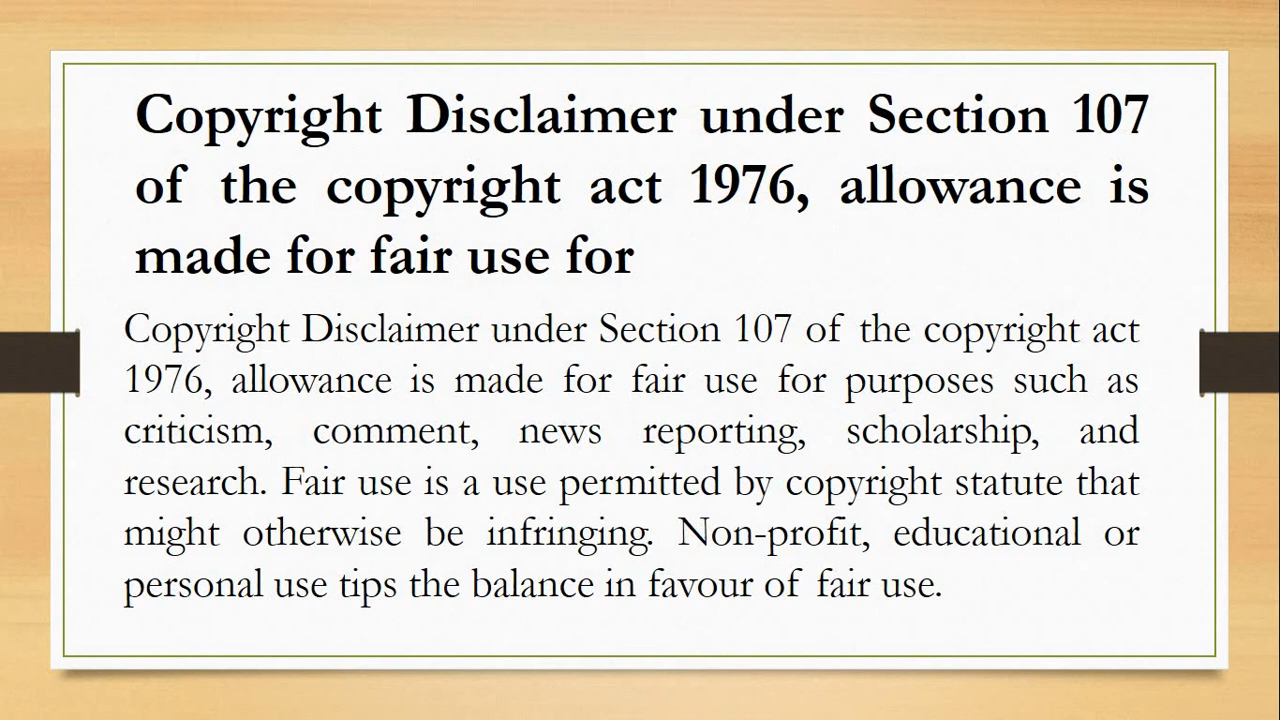 Copyright Disclaimer under Section 107
of the copyright act 1976, allowance is
made for fair use for
Copyright Disclaimer under Section 107 of the copyright act
1976, allowance is made for fair use for purposes such as
criticism, comment, news reporting, scholarship, and
research. Fair use is a use permitted by copyright statute that
might otherwise be infringing. Non-profit, educational or
personal use tips the balance in favour of fair use.